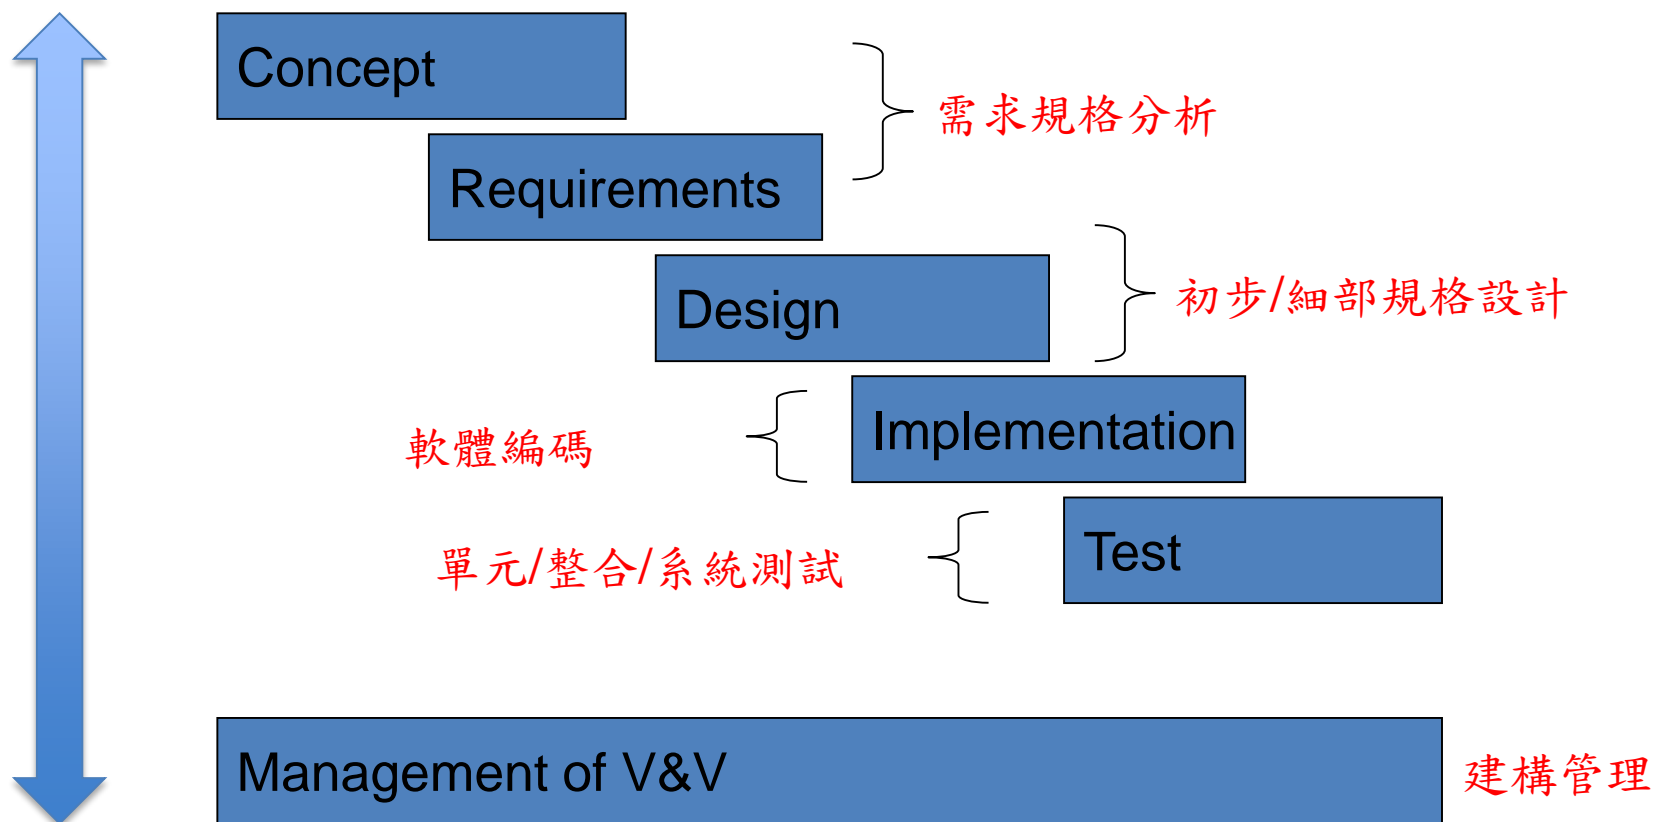 Concept
需求規格分析
Requirements
Design
初步/細部規格設計
Implementation
軟體編碼
Test
單元/整合/系統測試
Management of V&V
建構管理